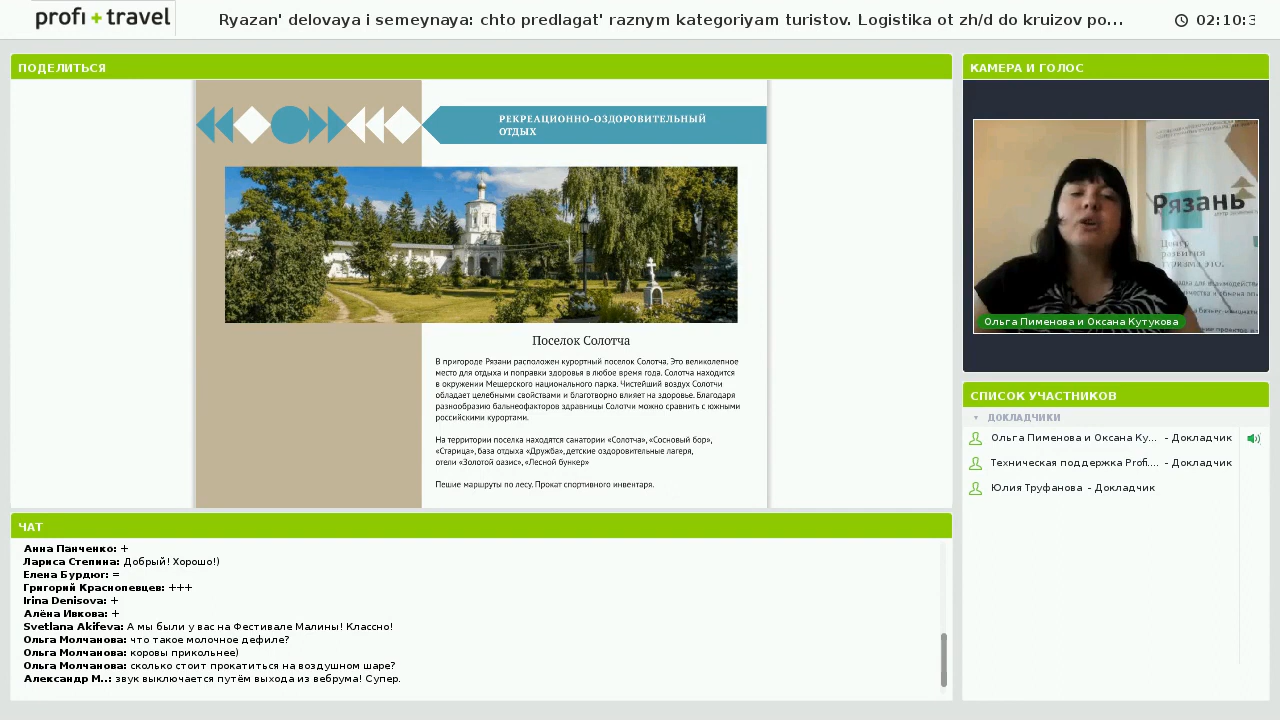 profi + travel
Ryazan' delovaya i semeynaya: chto predlagat' raznym kategoriyam turistov. Logistika ot zh/d do kruizov po...
02:10:3
ПОДЕЛИТЬСЯ
РЕКРЕАЦИОННО-ОЗДОРОВИТЕЛЬНЫЙ
ОТДЫХ
Поселок Солотча
В пригороде Рязани расположен курортный поселок Солотча. Это великолепное
место для отдыха и поправки здоровья в любое время года. Солотча находится
в окружении Мещерского национального парка. Чистейший воздух Солотчи
обладает целебными свойствами и благотворно влияет на здоровье. Благодаря
разнообразию бальнеофакторов здравницы Солотчи можно сравнить с южными
российскими курортами.
На территории поселка находятся санатории «Солотча», «Сосновый бор»,
«Старица», база отдыха «Дружба», детские оздоровительные лагеря,
отели «Золотой оазис», «Лесной бункер»
Пешие маршруты по лесу. Прокат спортивного инвентаря.
КАМЕРА И ГОЛОС
Рязань
Центр
развития
туризма это:
Ольга Пименова и Оксана Кутукова
СПИСОК УЧАСТНИКОВ
ДОКЛАДЧИКИ
Ольга Пименова и Оксана Ку... – Докладчик
Техническая поддержка Profi.... – Докладчик
Юлия Труфанова – Докладчик
ЧАТ
Анна Панченко: +
Лариса Степина: Добрый! Хорошо!)
Елена Бурдюг: =
Григорий Краснопевцев: +++
Irina Denisova: +
Алёна Ивкова: +
Svetlana Akifeva: А мы были у вас на Фестивале Малины! Классно!
Ольга Молчанова: что такое молочное дефиле?
Ольга Молчанова: коровы прикольнее)
Ольга Молчанова: сколько стоит прокатиться на воздушном шаре?
Александр М..: звук выключается путём выхода из вебрума! Супер.